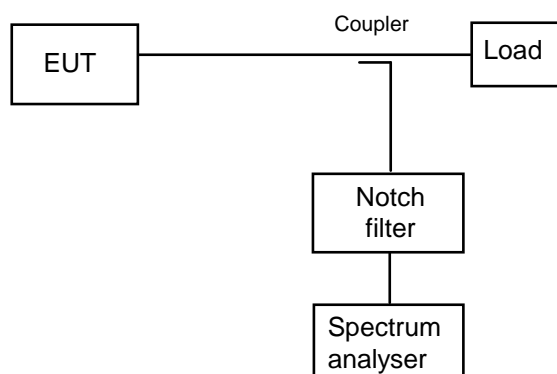 Coupler
EUT
Load
Notch
filter
Spectrum
analyser